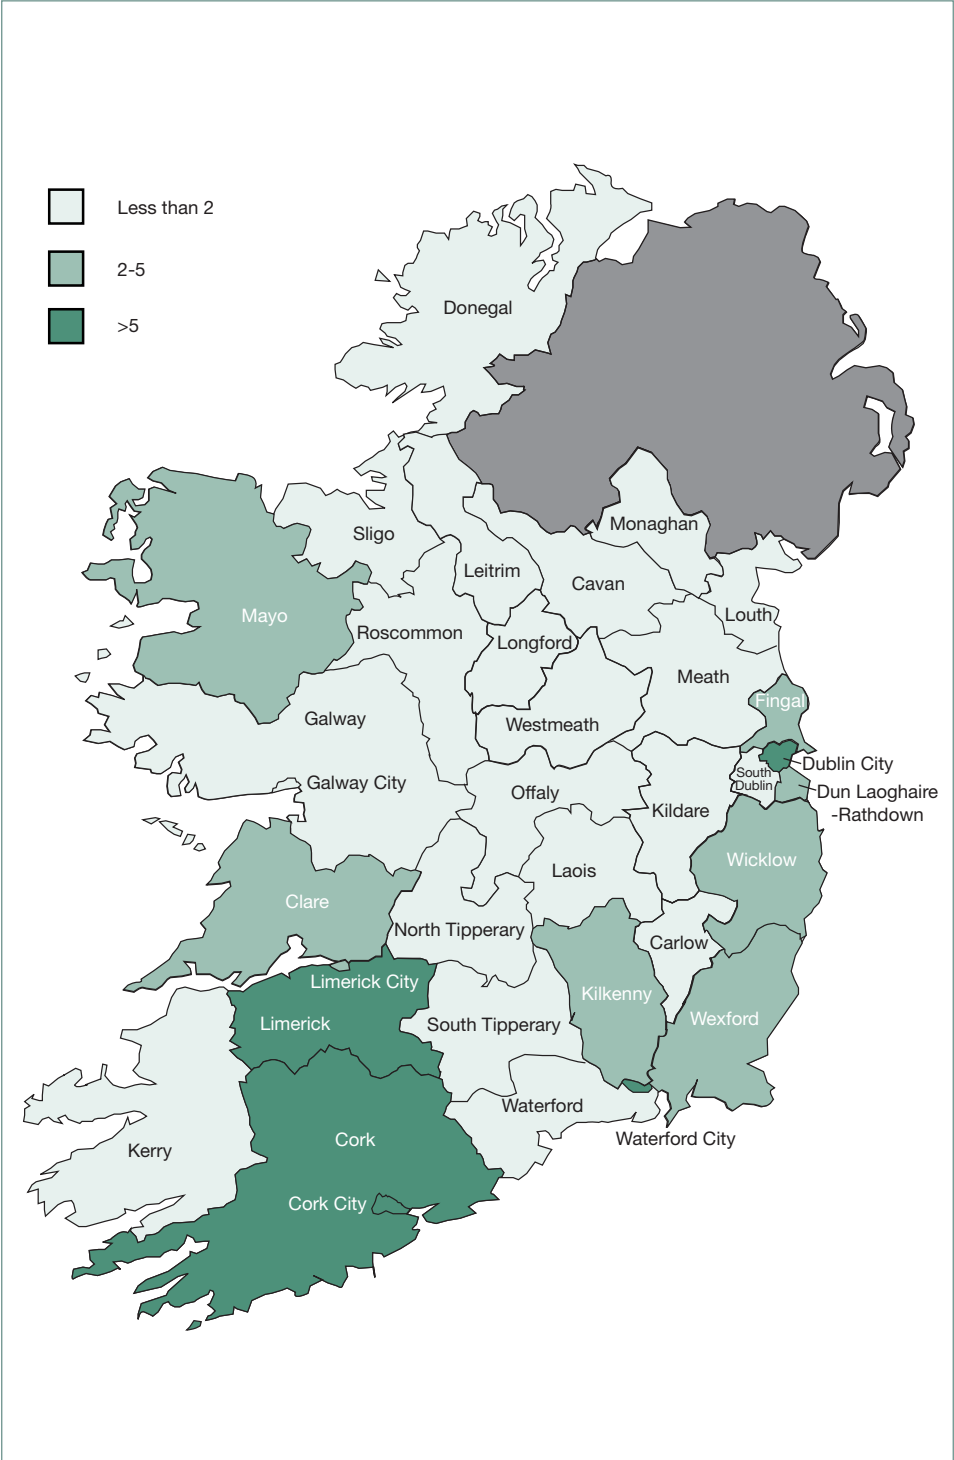 Less than 2
2-5
>5
Donegal
Monaghan
Sligo
Leitrim
Cavan
Mayo
Louth
Roscommon
Longford
Meath
Fingal
Galway
Westmeath
Dublin City
South
Dublin
Galway City
Offaly
Dun Laoghaire
-Rathdown
Kildare
Wicklow
Laois
Clare
North Tipperary
Carlow
Limerick City
Kilkenny
Limerick
South Tipperary
Wexford
Waterford
Waterford City
Cork
Kerry
Cork City